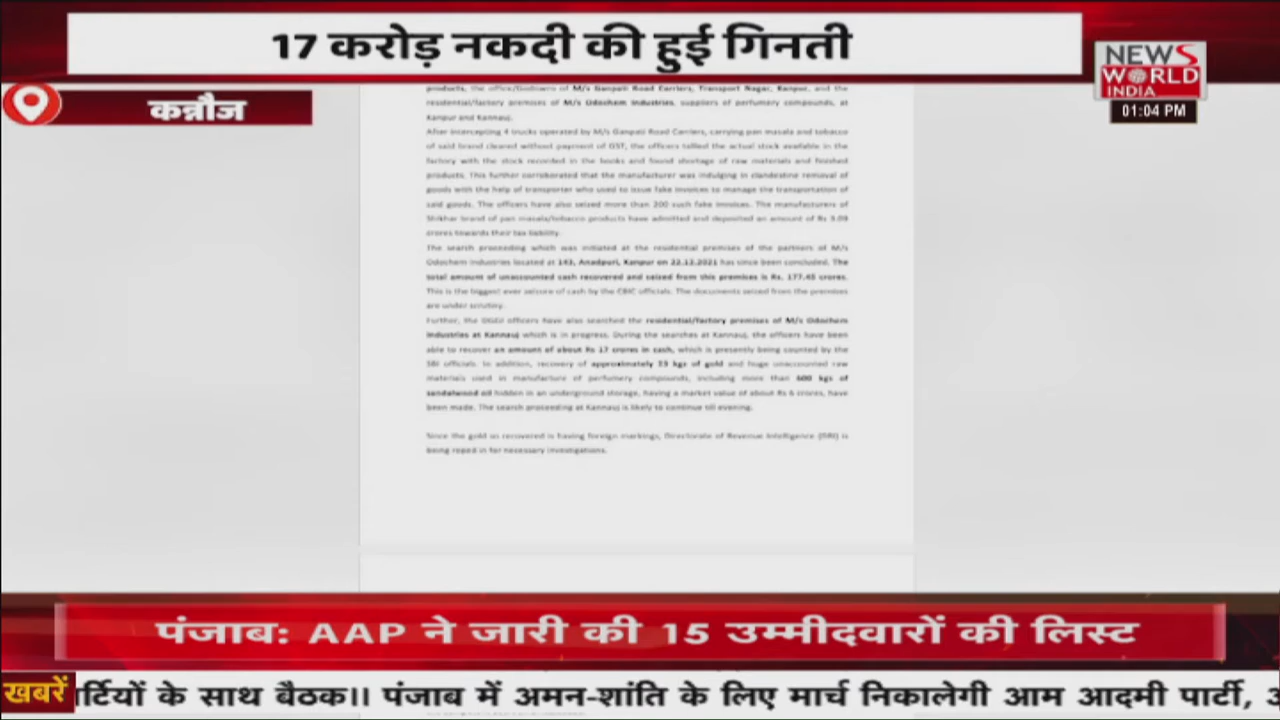 17 करोड़ नकदी की हुई गिनती
NEWS
WORLD
INDIA
01:04 PM
कन्नौज
products, the office/Godowns of M/s Ganpati Road Carriers, Transport Nagar, Kanpur, and the
residential/factory premises of M/s Odochem Industries, suppliers of perfumery compounds, at
Kanpur and Kannauj.
After intercepting 4 trucks operated by M/s Ganpati Road Carriers, carrying pan masala and tobacco
of said brand cleared without payment of GST, the officers tallied the actual stock available in the
factory with the stock recorded in the books and found shortage of raw materials and finished
products. This further corroborated that the manufacturer was indulging in clandestine removal of
goods with the help of transporter who used to issue fake invoices to manage the transportation of
said goods. The officers have also seized more than 200 such fake invoices. The manufacturers of
Shikhar brand of pan masala/tobacco products have admitted and deposited an amount of Rs 3.09
crores towards their tax liability.
The search proceeding which was initiated at the residential premises of the partners of M/s
Odochem Industries located at 143, Anadpuri, Kanpur on 22.12.2021 has since been concluded. The
total amount of unaccounted cash recovered and seized from this premises is Rs. 177.45 crores.
This is the biggest ever seizure of cash by the CBIC officials. The documents seized from the premises
are under scrutiny.
Further, the DGGI officers have also searched the residential/factory premises of M/s Odochem
Industries at Kannauj which is in progress. During the searches at Kannauj, the officers have been
able to recover an amount of about Rs 17 crores in cash, which is presently being counted by the
SBI officials. In addition, recovery of approximately 23 kgs of gold and huge unaccounted raw
materials used in manufacture of perfumery compounds, including more than 600 kgs of
sandalwood oil hidden in an underground storage, having a market value of about Rs 6 crores, have
been made. The search proceeding at Kannauj is likely to continue till evening.
Since the gold so recovered is having foreign markings, Directorate of Revenue Intelligence (DRI) is
being roped in for necessary investigations.
पंजाब: AAP ने जारी की 15 उम्मीदवारों की लिस्ट
खबरें र्टियों के साथ बैठक।। पंजाब में अमन-शांति के लिए मार्च निकालेगी आम आदमी पार्टी,